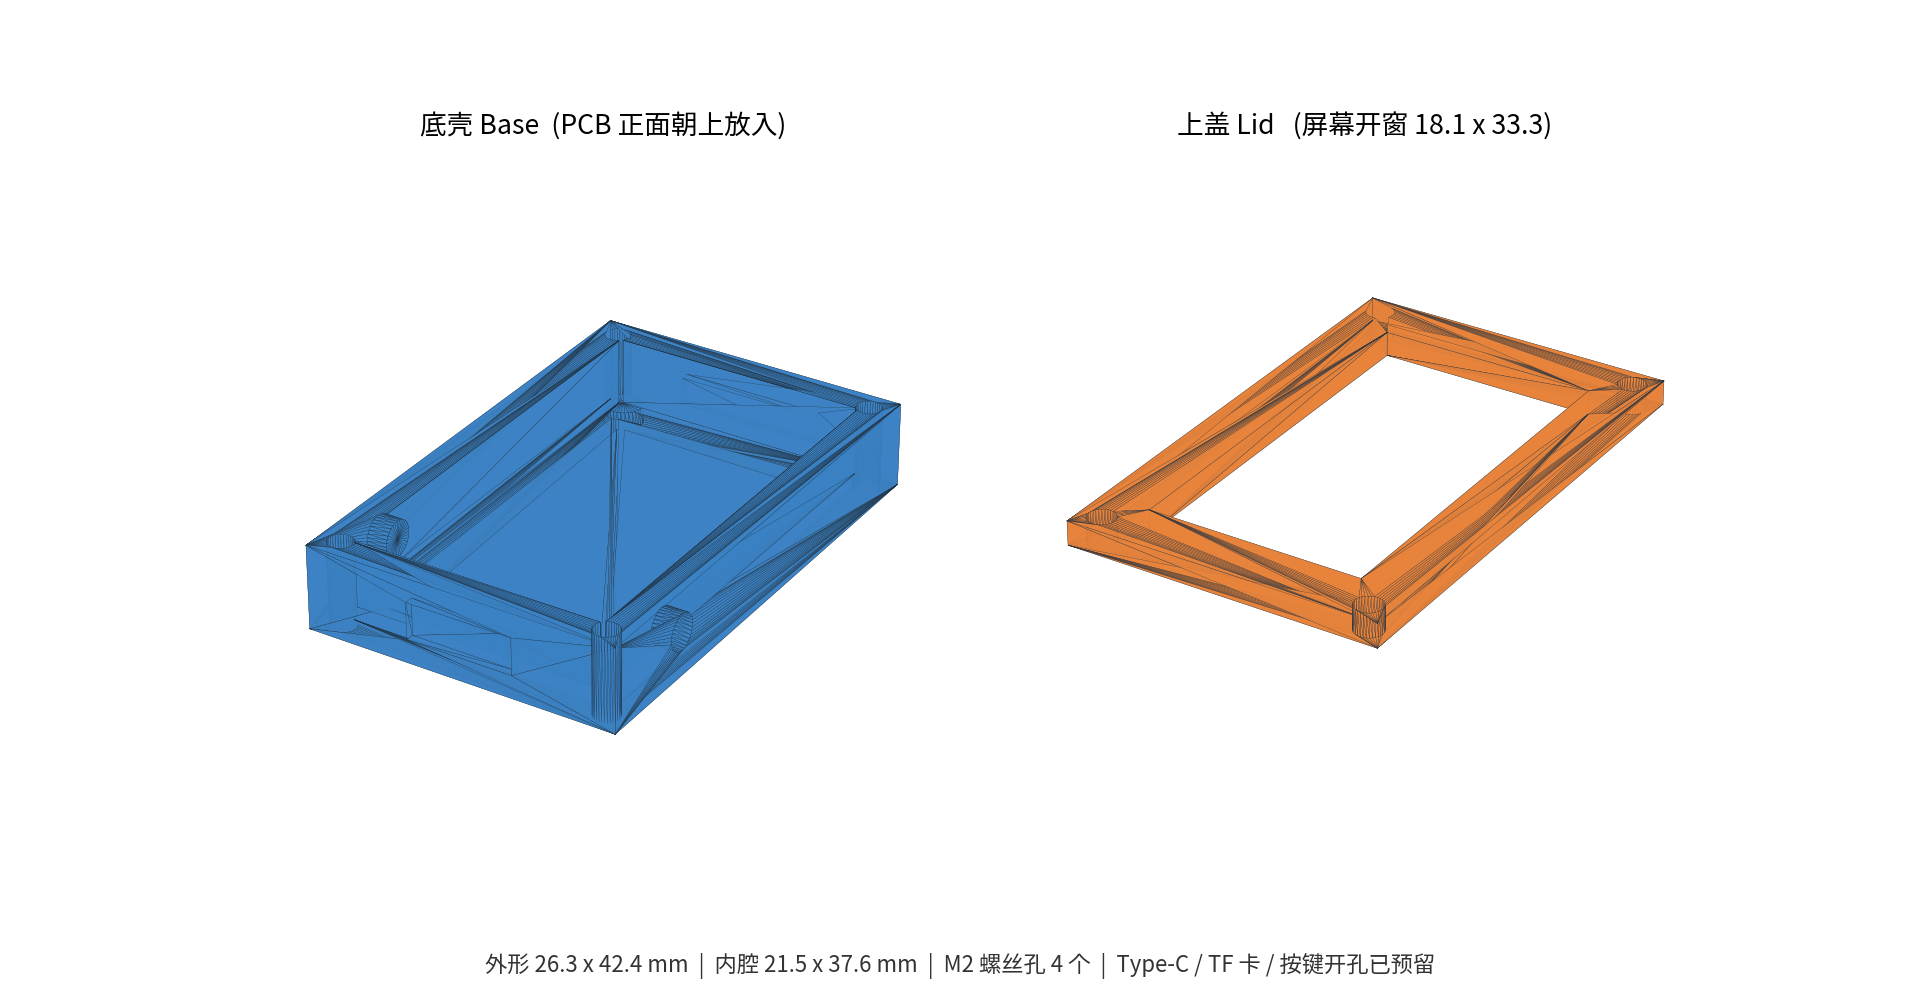 底壳 Base (PCB 正面朝上放入)
上盖 Lid (屏幕开窗 18.1 x 33.3)
外形 26.3 x 42.4 mm | 内腔 21.5 x 37.6 mm | M2 螺丝孔 4 个 | Type-C / TF 卡 / 按键开孔已预留